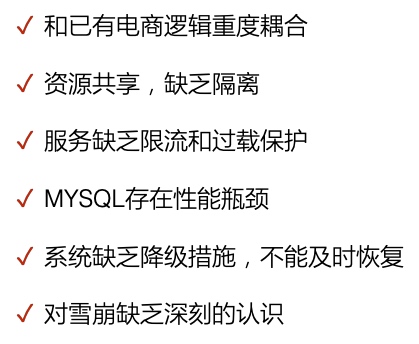 ✓ 和已有电商逻辑重度耦合
✓ 资源共享，缺乏隔离
✓ 服务缺乏限流和过载保护
✓ MYSQL存在性能瓶颈
✓ 系统缺乏降级措施，不能及时恢复
✓ 对雪崩缺乏深刻的认识